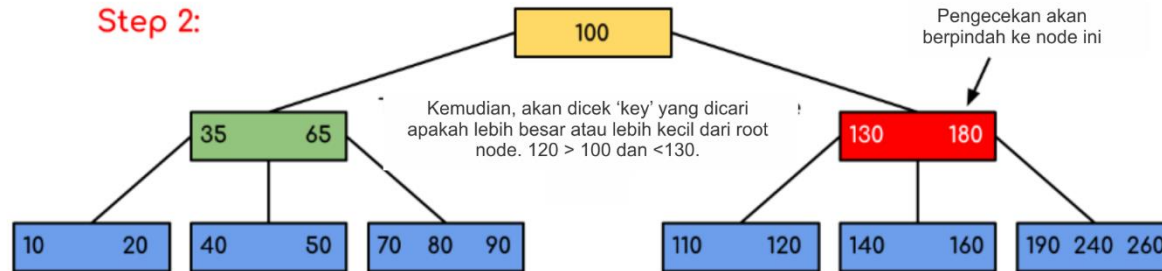 Step 2:
100
Pengecekan akan
berpindah ke node ini
Kemudian, akan dicek ‘key’ yang dicari
apakah lebih besar atau lebih kecil dari root
node. 120 > 100 dan <130.
35 65
130 180
10 20
40 50
70 80 90
110 120
140 160
190 240 260